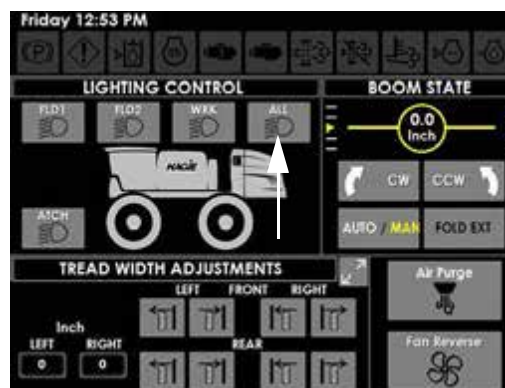 Friday 12:53 PM
LIGHTING CONTROL
BOOM STATE
FLD1 FLD2 WRK ALL
0.0
Inch
HAGIE
CW CCW
ATCH
AUTO / MAN FOLD EXT
TREAD WIDTH ADJUSTMENTS
Air Purge
LEFT FRONT RIGHT
Inch
LEFT RIGHT
REAR
Fan Reverse
0 0